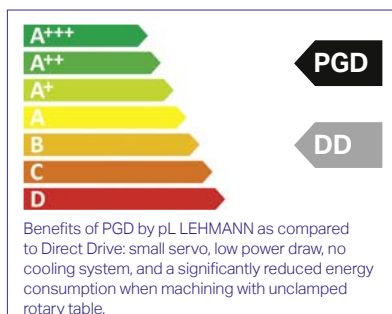 A+++
A++ PGD
A+
A
B DD
C
D
Benefits of PGD by pL LEHMANN as compared
to Direct Drive: small servo, low power draw, no
cooling system, and a significantly reduced energy
consumption when machining with unclamped
rotary table.